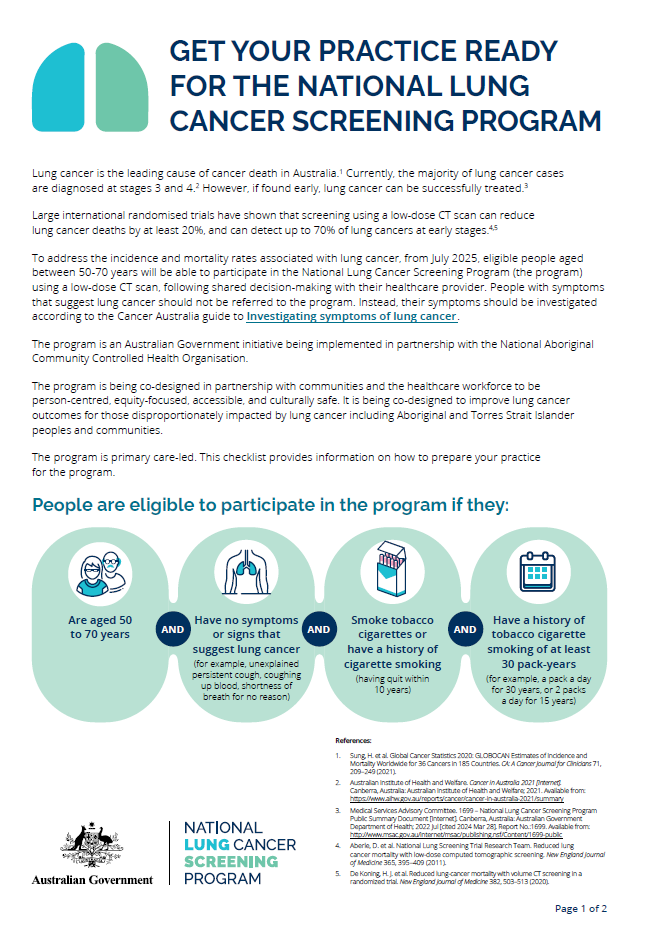 GET YOUR PRACTICE READY
FOR THE NATIONAL LUNG
CANCER SCREENING PROGRAM
Lung cancer is the leading cause of cancer death in Australia.¹ Currently, the majority of lung cancer cases
are diagnosed at stages 3 and 4.² However, if found early, lung cancer can be successfully treated.³
Large international randomised trials have shown that screening using a low-dose CT scan can reduce
lung cancer deaths by at least 20%, and can detect up to 70% of lung cancers at early stages.⁴,⁵
To address the incidence and mortality rates associated with lung cancer, from July 2025, eligible people aged
between 50-70 years will be able to participate in the National Lung Cancer Screening Program (the program)
using a low-dose CT scan, following shared decision-making with their healthcare provider. People with symptoms
that suggest lung cancer should not be referred to the program. Instead, their symptoms should be investigated
according to the Cancer Australia guide to Investigating symptoms of lung cancer.
The program is an Australian Government initiative being implemented in partnership with the National Aboriginal
Community Controlled Health Organisation.
The program is being co-designed in partnership with communities and the healthcare workforce to be
person-centred, equity-focused, accessible, and culturally safe. It is being co-designed to improve lung cancer
outcomes for those disproportionately impacted by lung cancer including Aboriginal and Torres Strait Islander
peoples and communities.
The program is primary care-led. This checklist provides information on how to prepare your practice
for the program.
People are eligible to participate in the program if they:
Are aged 50
to 70 years
AND
Have no symptoms
or signs that
suggest lung cancer
(for example, unexplained
persistent cough, coughing
up blood, shortness of
breath for no reason)
AND
Smoke tobacco
cigarettes or
have a history of
cigarette smoking
(having quit within
10 years)
AND
Have a history of
tobacco cigarette
smoking of at least
30 pack-years
(for example, a pack a day
for 30 years, or 2 packs
a day for 15 years)
References:
1. Sung, H. et al. Global Cancer Statistics 2020: GLOBOCAN Estimates of Incidence and
Mortality Worldwide for 36 Cancers in 185 Countries. CA: A Cancer Journal for Clinicians 71,
209–249 (2021).
2. Australian Institute of Health and Welfare. Cancer in Australia 2021 [Internet].
Canberra, Australia: Australian Institute of Health and Welfare; 2021. Available from:
https://www.aihw.gov.au/reports/cancer/cancer-in-australia-2021/summary
3. Medical Services Advisory Committee. 1699 – National Lung Cancer Screening Program
Public Summary Document [Internet]. Canberra, Australia: Australian Government
Department of Health; 2022 Jul [cited 2024 Mar 28]. Report No.:1699. Available from:
http://www.msac.gov.au/internet/msac/publishing.nsf/Content/1699-public
4. Aberle, D. et al. National Lung Screening Trial Research Team. Reduced lung
cancer mortality with low-dose computed tomographic screening. New England Journal
of Medicine 365, 395–409 (2011).
5. De Koning, H. J. et al. Reduced lung-cancer mortality with volume CT screening in a
randomized trial. New England Journal of Medicine 382, 503–513 (2020).
Australian Government
NATIONAL
LUNG CANCER
SCREENING
PROGRAM
Page 1 of 2